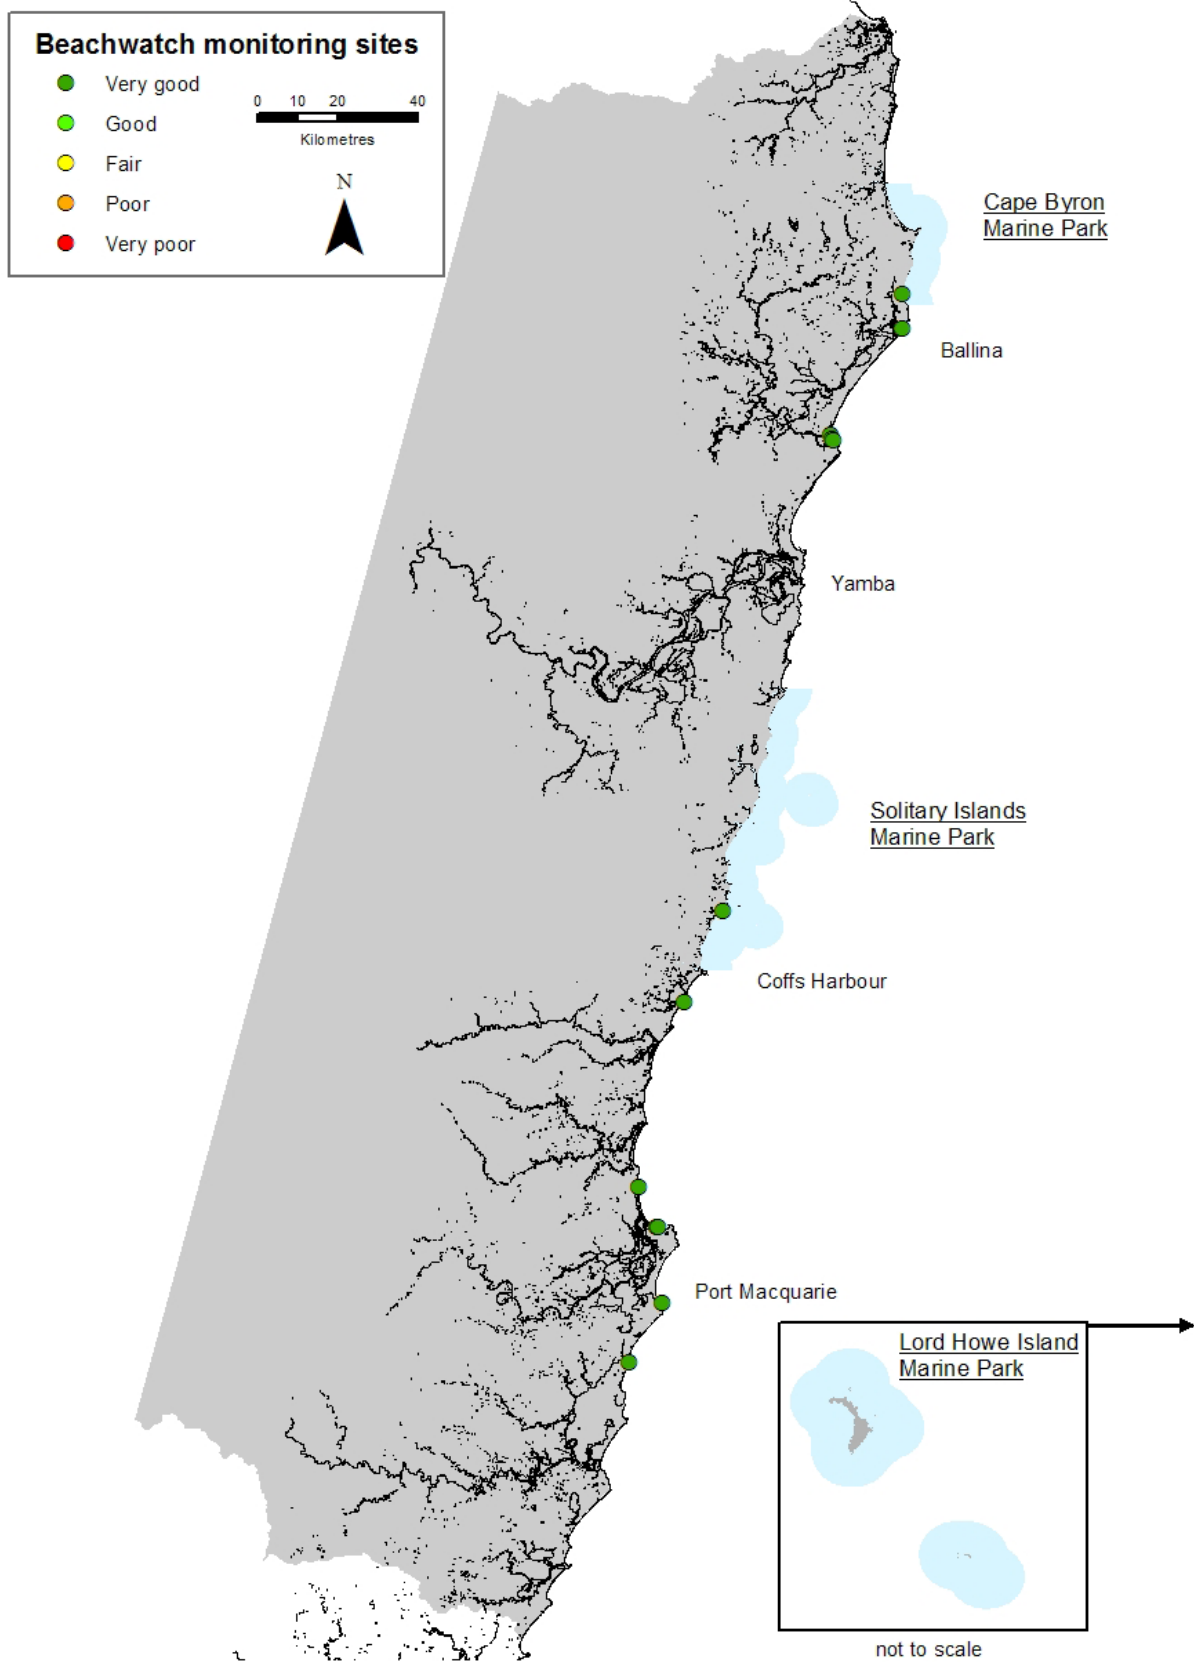 Beachwatch monitoring sites
Very good
Good
Fair
Poor
Very poor
0 10 20 40
Kilometres
N
Cape Byron
Marine Park
Ballina
Yamba
Solitary Islands
Marine Park
Coffs Harbour
Port Macquarie
Lord Howe Island
Marine Park
not to scale